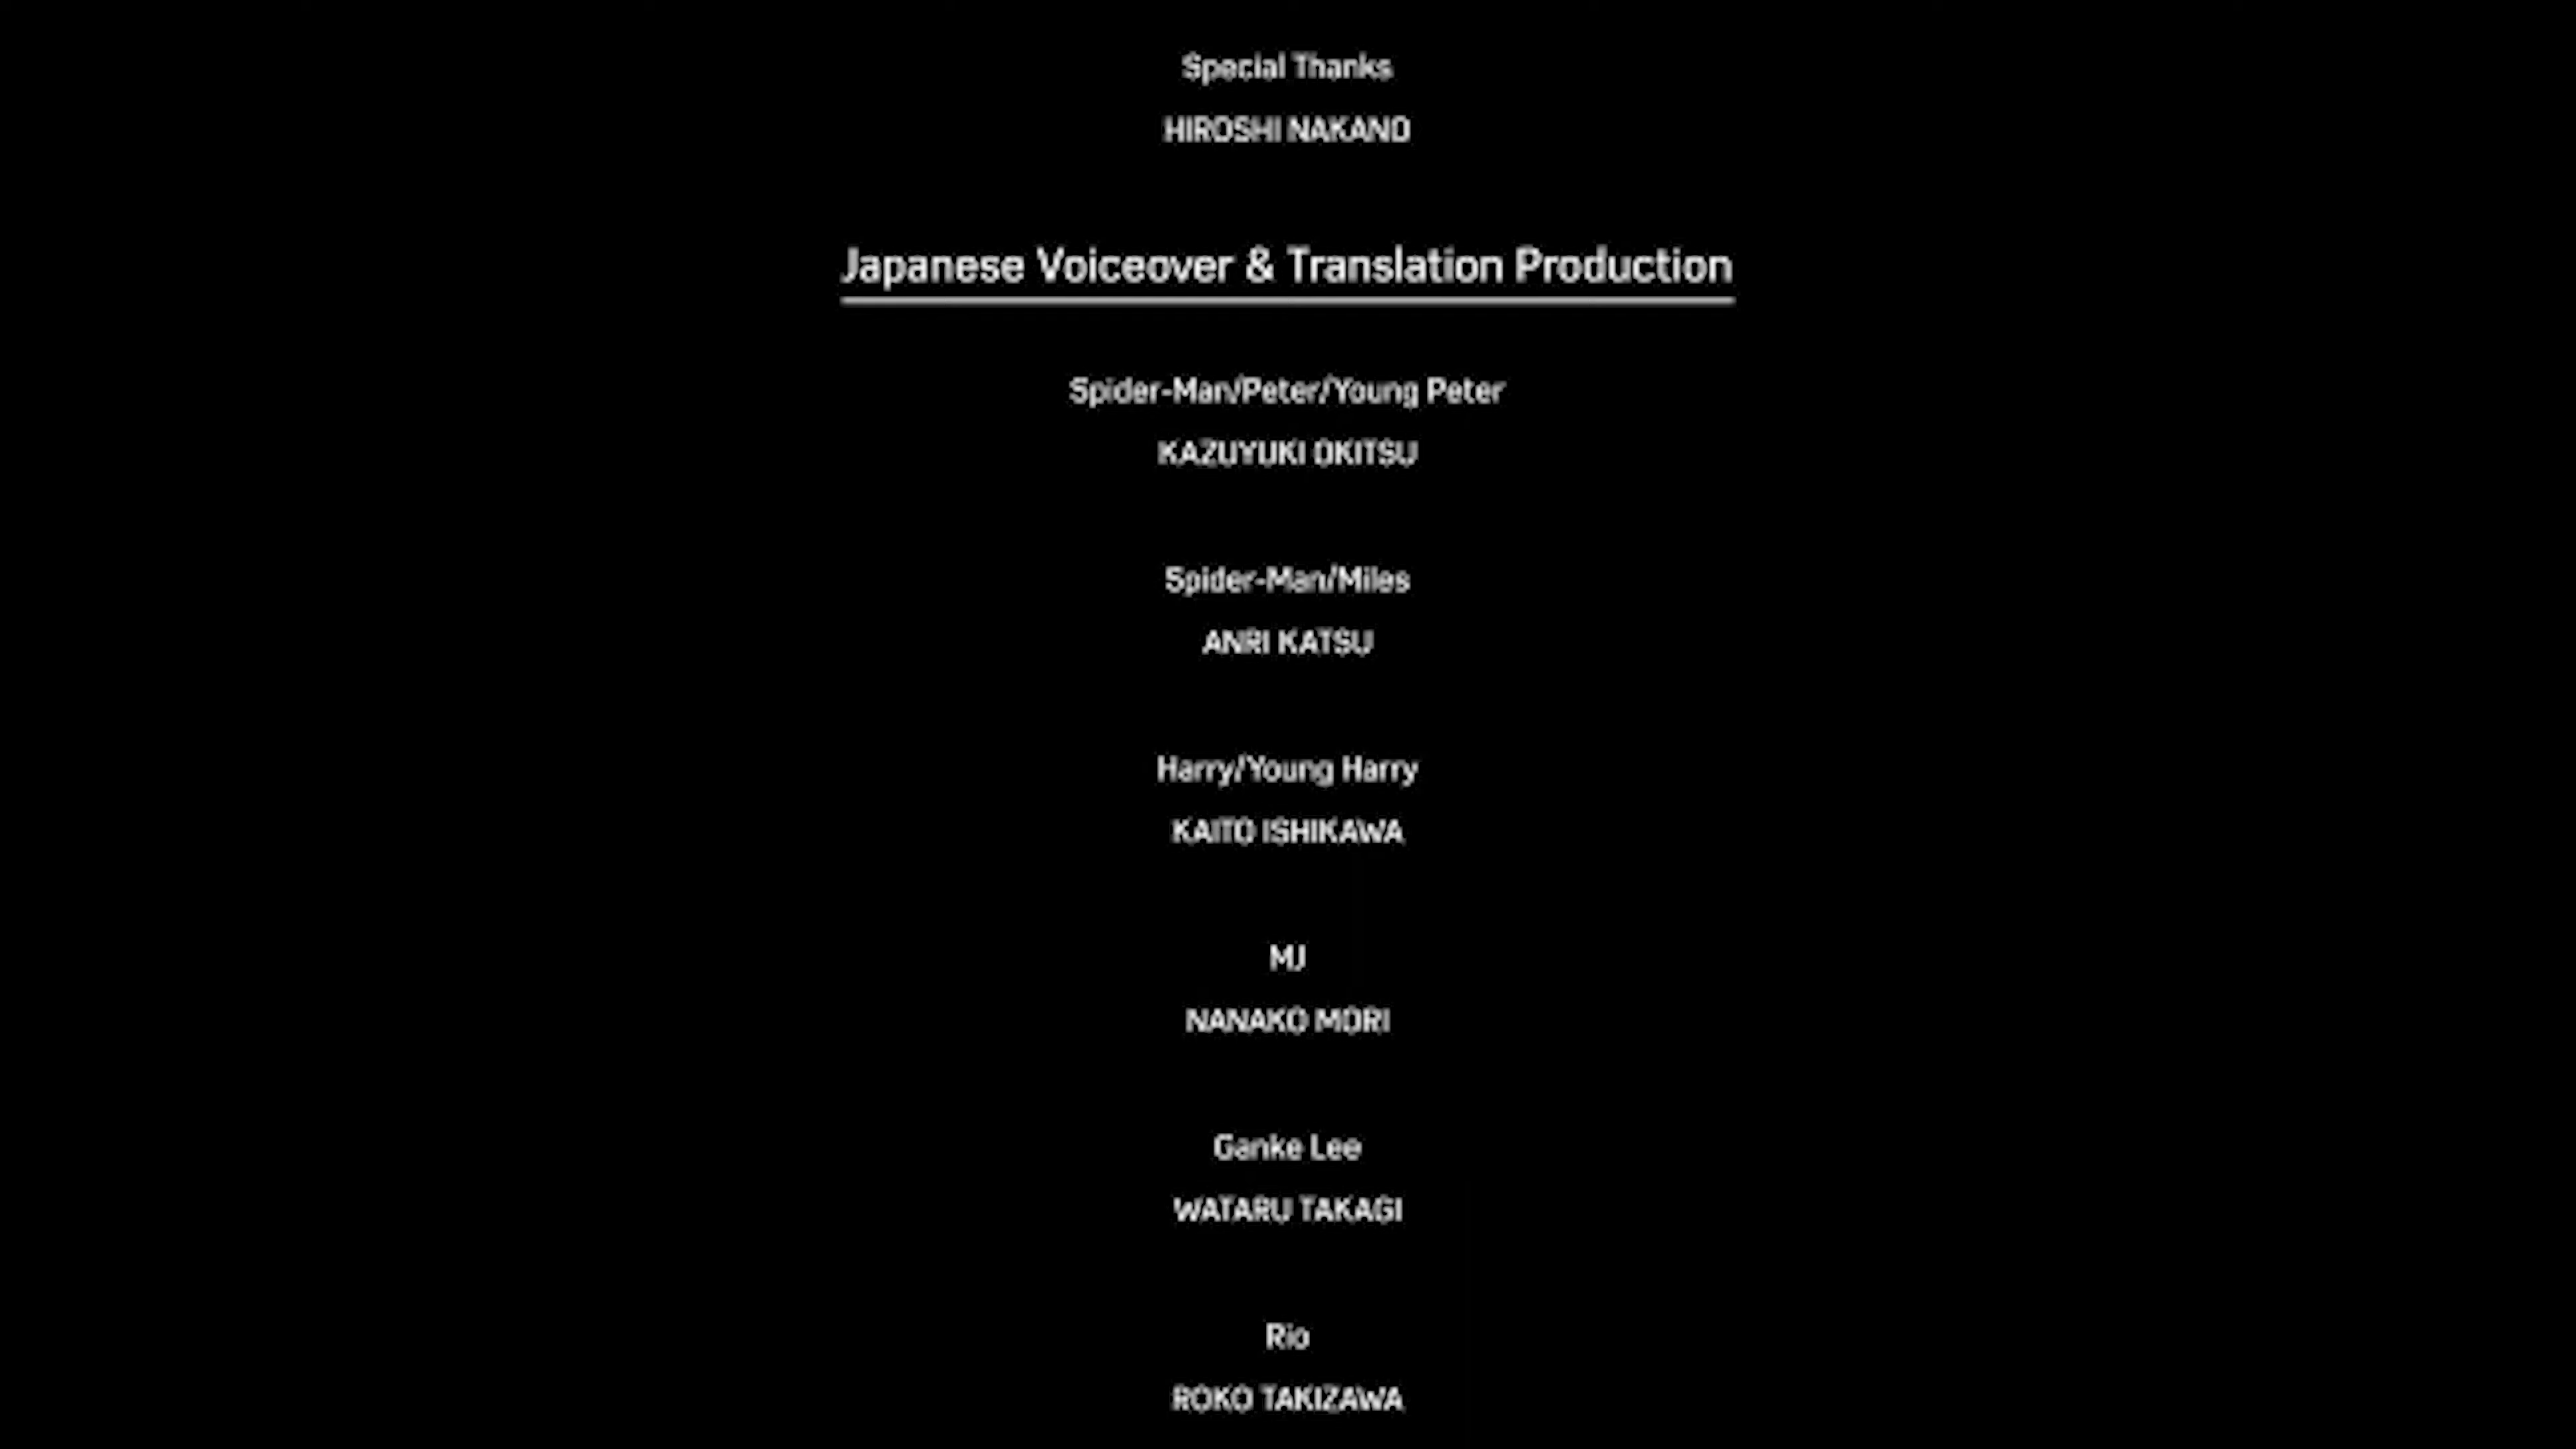 Special Thanks
HIROSHI NAKANO
Japanese Voiceover & Translation Production
Spider-Man/Peter/Young Peter
KAZUYUKI OKITSU
Spider-Man/Miles
ANRI KATSU
Harry/Young Harry
KAITO ISHIKAWA
MJ
NANAKO MORI
Ganke Lee
WATARU TAKAGI
Rio
ROKO TAKIZAWA